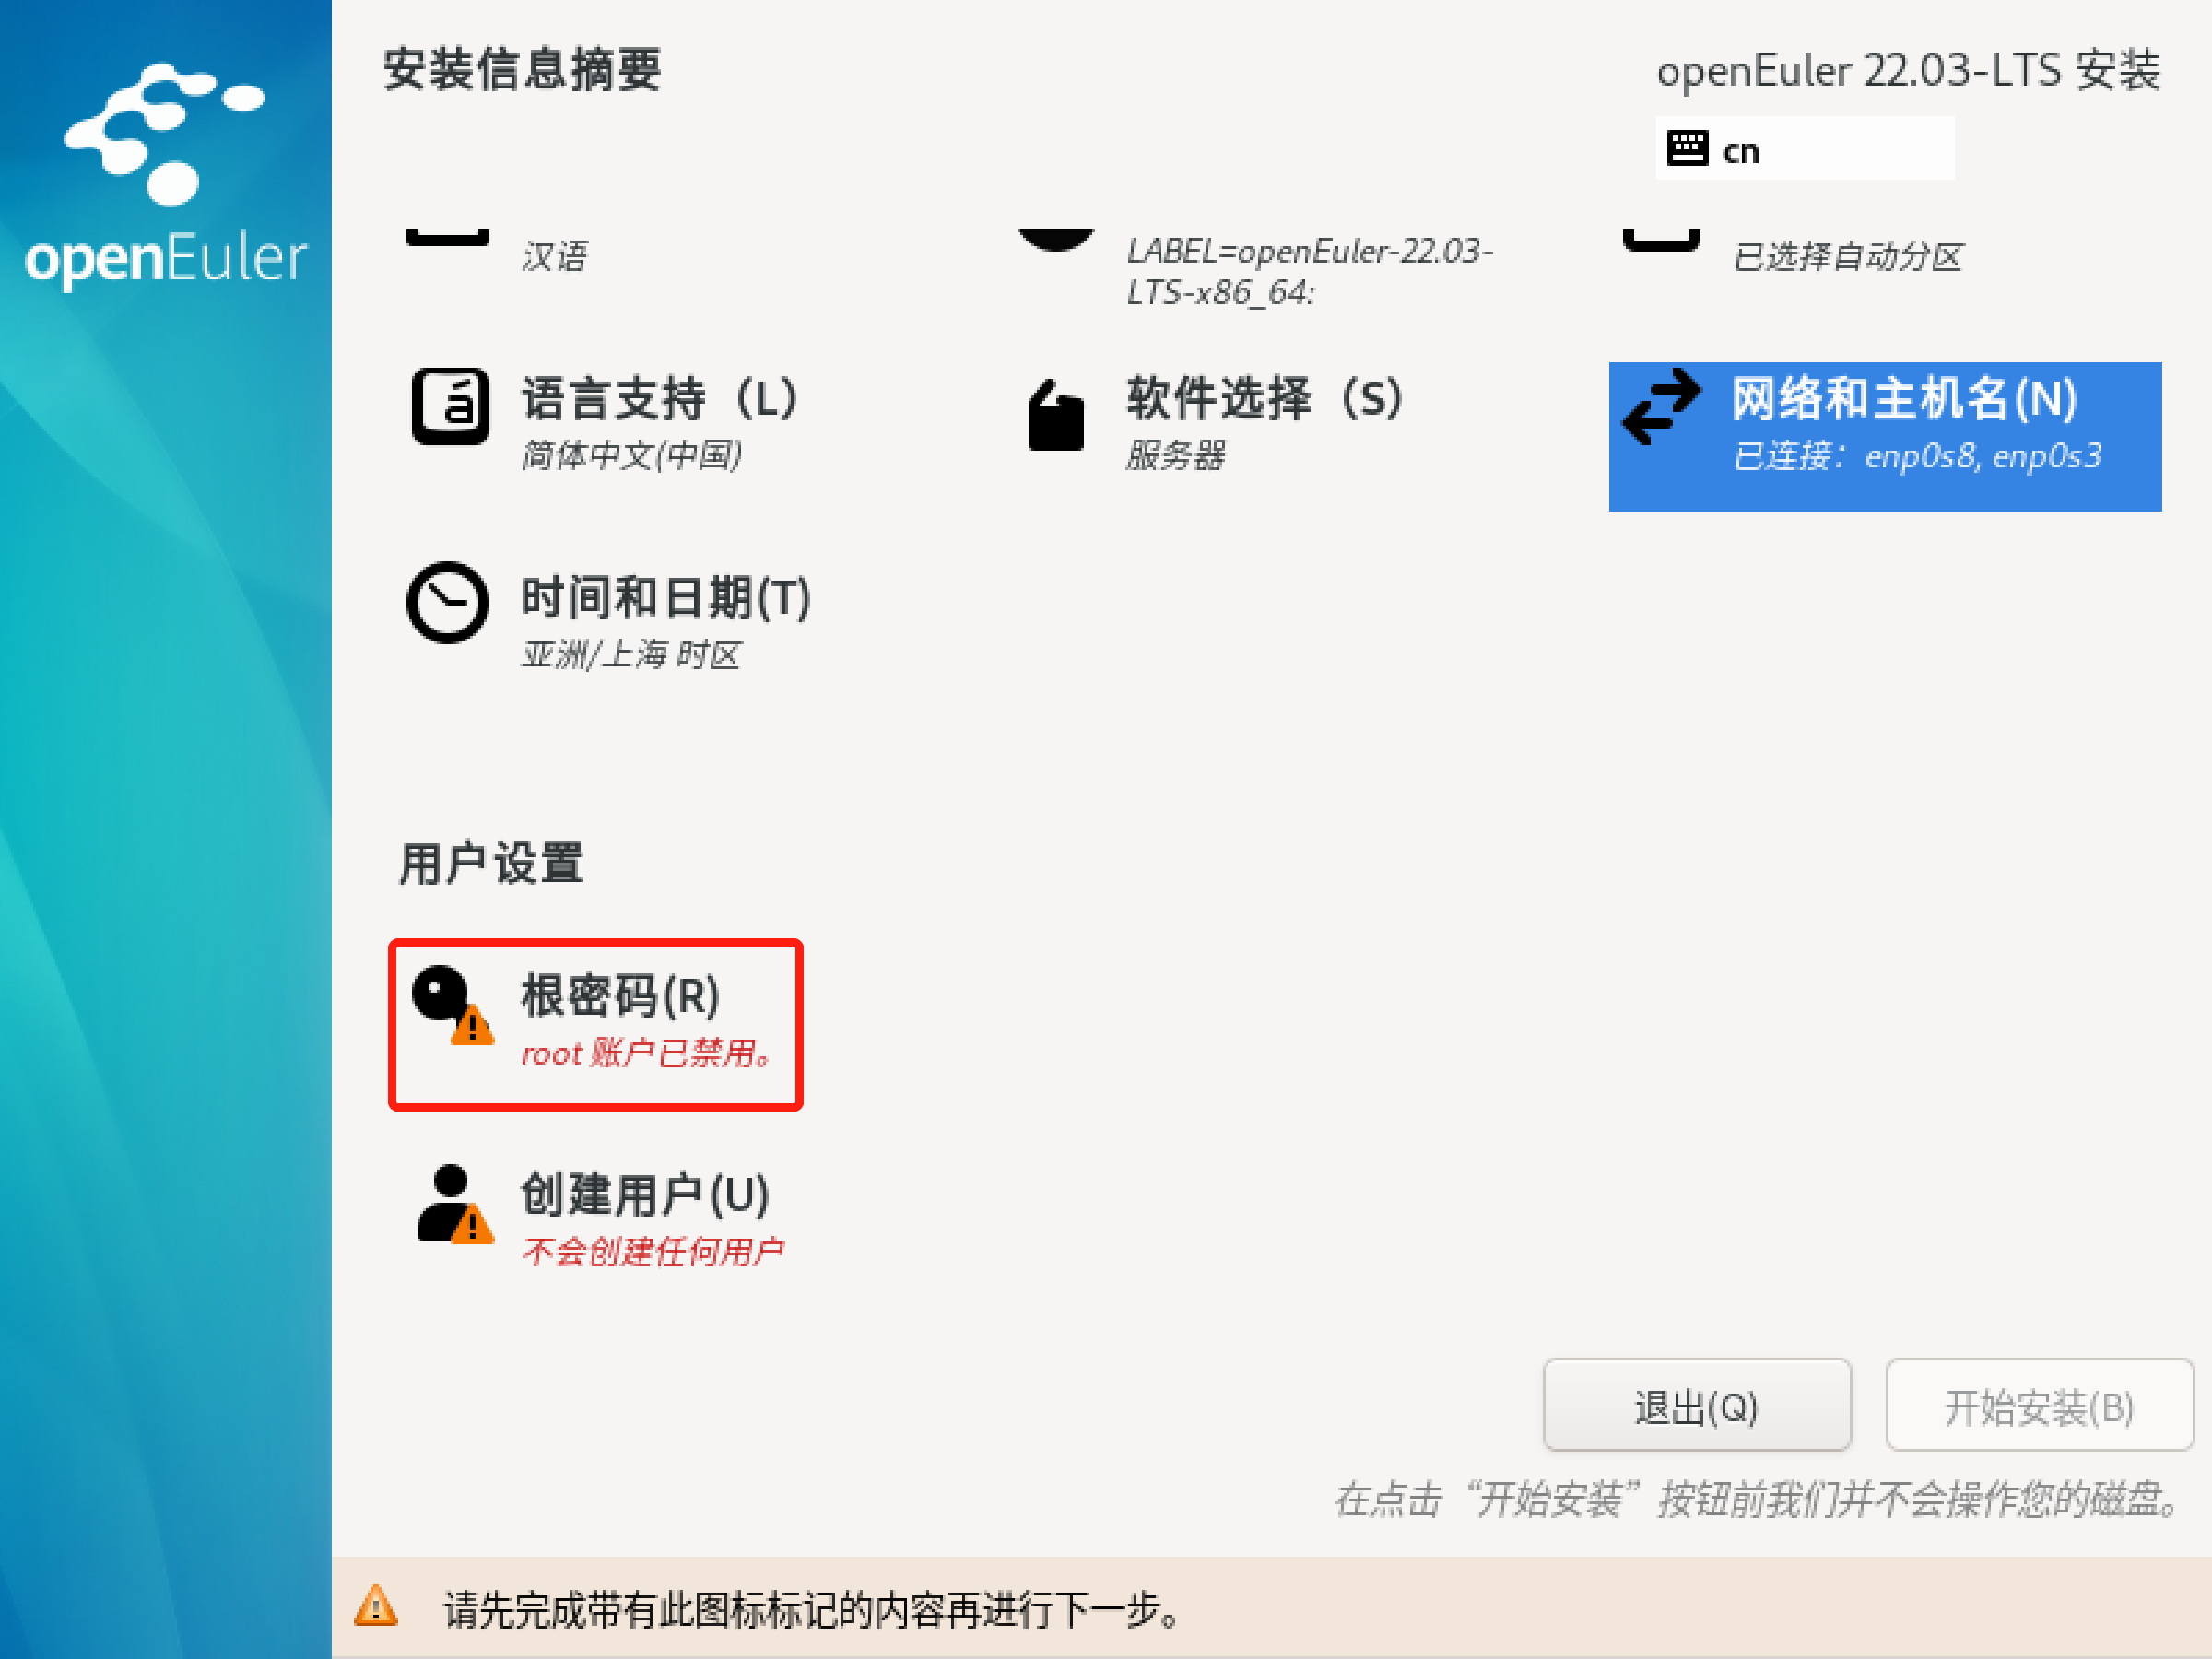 openEuler
安装信息摘要
openEuler 22.03-LTS 安装
cn
汉语
LABEL=openEuler-22.03-
LTS-x86_64:
已选择自动分区
语言支持（L）
简体中文(中国)
软件选择（S）
服务器
网络和主机名(N)
已连接：enp0s8, enp0s3
时间和日期(T)
亚洲/上海 时区
用户设置
根密码(R)
root 账户已禁用。
创建用户(U)
不会创建任何用户
退出(Q)
开始安装(B)
在点击“开始安装”按钮前我们并不会操作您的磁盘。
请先完成带有此图标标记的内容再进行下一步。